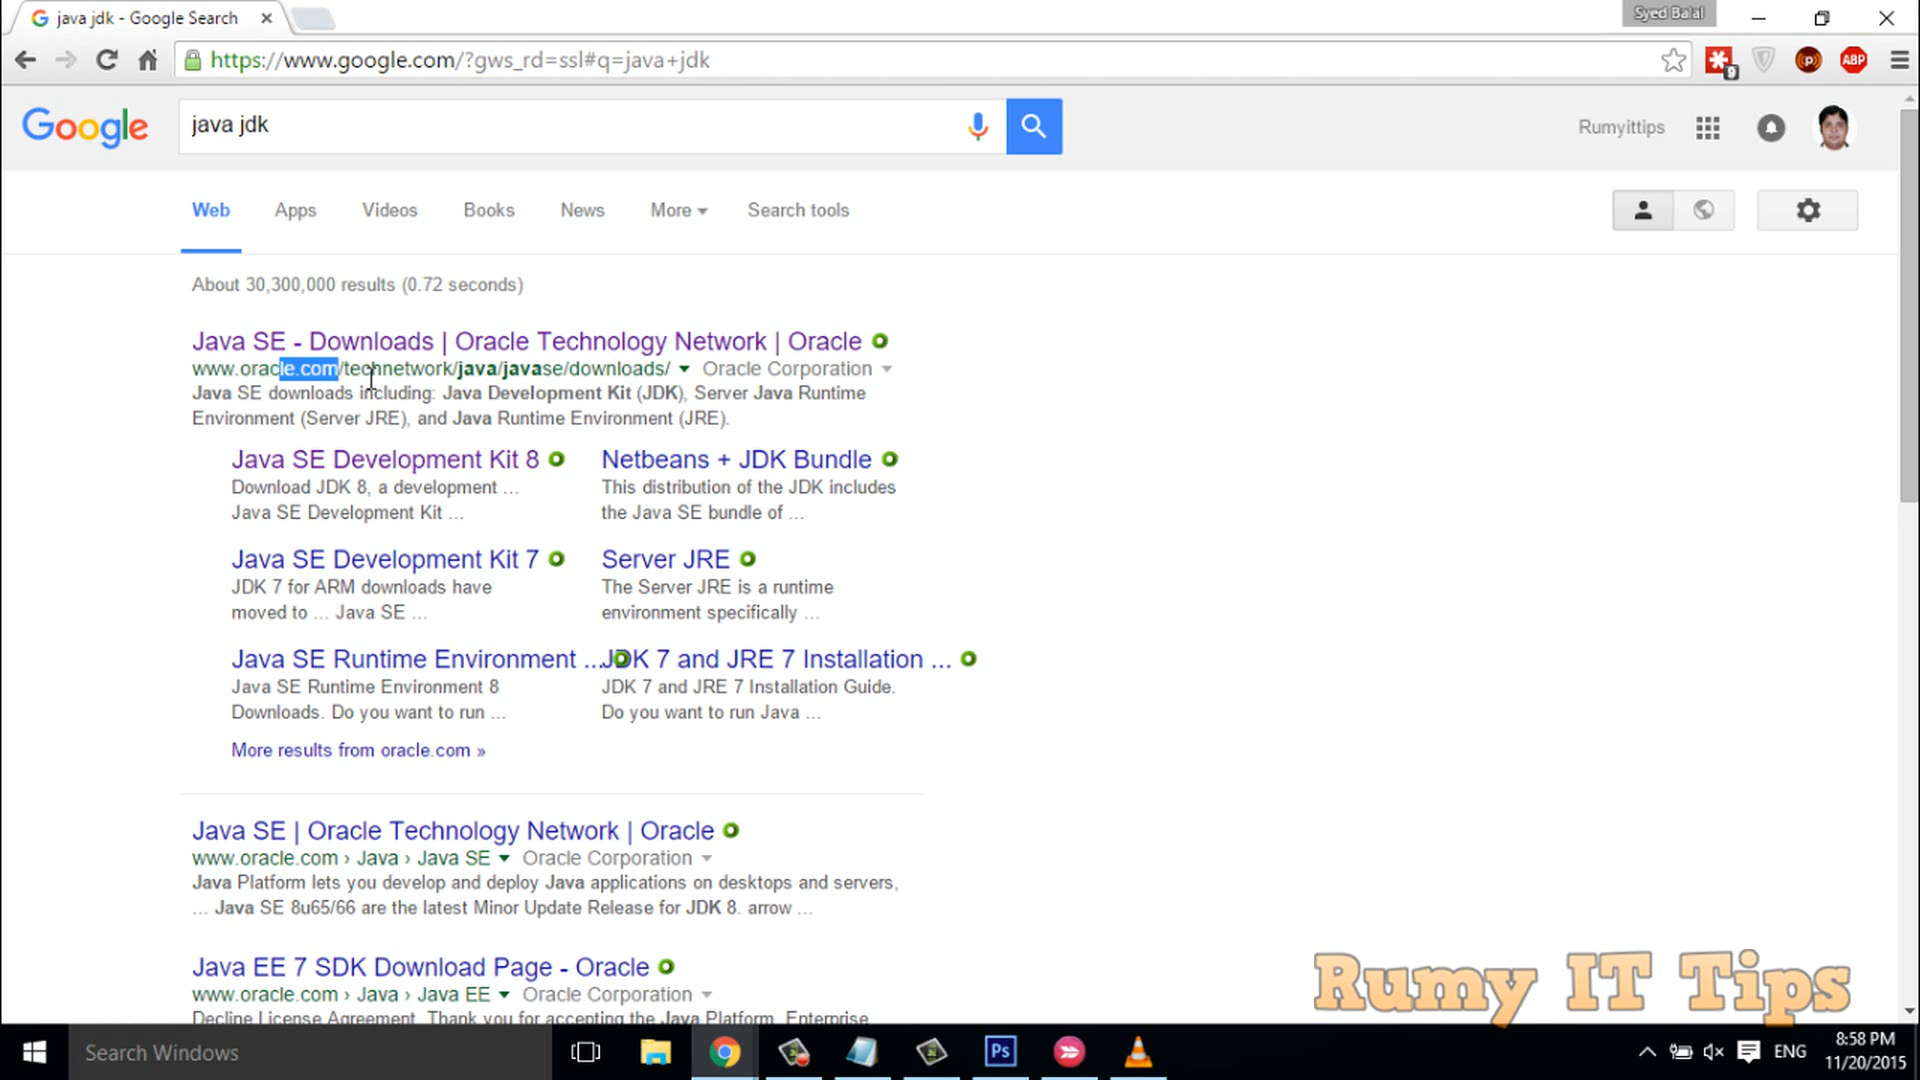 java jdk - Google Search
Syed Balal
https://www.google.com/?gws_rd=ssl#q=java+jdk
9
ABP
Google
java jdk
Rumyittips
Web Apps Videos Books News More Search tools
About 30,300,000 results (0.72 seconds)
Java SE - Downloads | Oracle Technology Network | Oracle
www.oracle.com/technetwork/java/javase/downloads/ Oracle Corporation
Java SE downloads including: Java Development Kit (JDK), Server Java Runtime
Environment (Server JRE), and Java Runtime Environment (JRE).
Java SE Development Kit 8
Download JDK 8, a development ...
Java SE Development Kit ...
Netbeans + JDK Bundle
This distribution of the JDK includes
the Java SE bundle of ...
Java SE Development Kit 7
JDK 7 for ARM downloads have
moved to ... Java SE ...
Server JRE
The Server JRE is a runtime
environment specifically ...
Java SE Runtime Environment ...
Java SE Runtime Environment 8
Downloads. Do you want to run ...
JDK 7 and JRE 7 Installation ...
JDK 7 and JRE 7 Installation Guide.
Do you want to run Java ...
More results from oracle.com »
Java SE | Oracle Technology Network | Oracle
www.oracle.com › Java › Java SE Oracle Corporation
Java Platform lets you develop and deploy Java applications on desktops and servers,
... Java SE 8u65/66 are the latest Minor Update Release for JDK 8. arrow ...
Java EE 7 SDK Download Page - Oracle
www.oracle.com › Java › Java EE Oracle Corporation
Decline License Agreement. Thank you for accepting the Java Platform, Enterprise
Rumy IT Tips
Search Windows
Ps
ENG
8:58 PM
11/20/2015